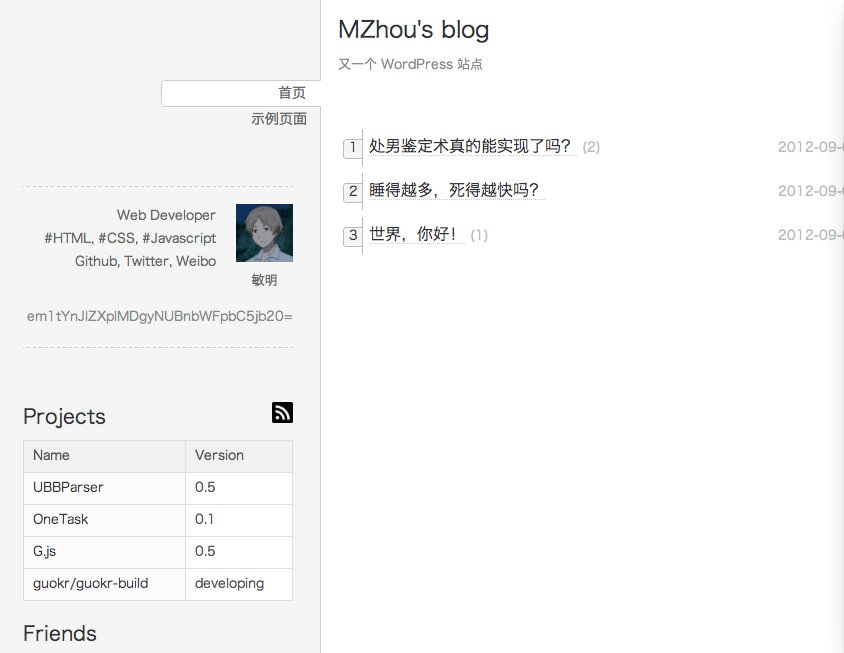 MZhou's blog
又一个 WordPress 站点
首页
示例页面
1 处男鉴定术真的能实现了吗？ (2) 2012-09-
2 睡得越多，死得越快吗？ 2012-09-
3 世界，你好！ (1) 2012-09-
Web Developer
#HTML, #CSS, #Javascript
Github, Twitter, Weibo
敏明
em1tYnJlZXplMDgyNUBnbWFpbC5jb20=
Projects
Name Version
UBBParser 0.5
OneTask 0.1
G.js 0.5
guokr/guokr-build developing
Friends